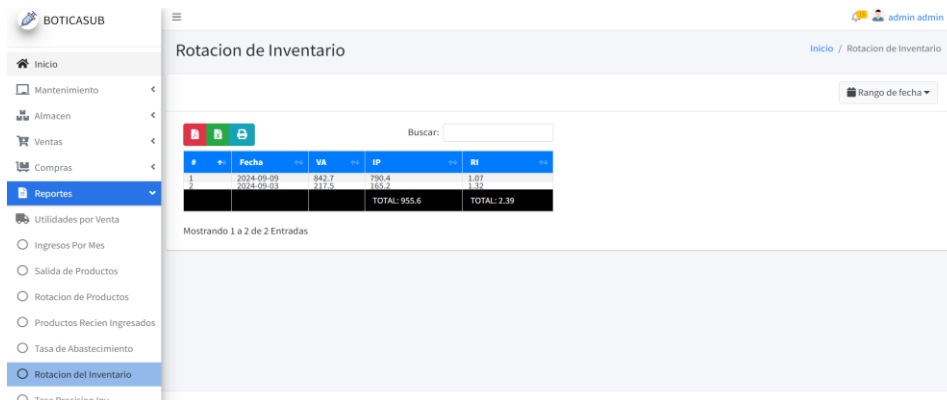 BOTICASUB
admin admin
Rotacion de Inventario
Inicio / Rotacion de Inventario
Inicio
Mantenimiento
Almacen
Ventas
Compras
Reportes
Utilidades por Venta
Ingresos Por Mes
Salida de Productos
Rotacion de Productos
Productos Recien Ingresados
Tasa de Abastecimiento
Rotacion del Inventario
Rango de fecha
Buscar:
# Fecha VA IP RI
1 2024-09-09 842.7 790.4 1.07
2 2024-09-03 217.5 165.2 1.32
TOTAL: 955.6 TOTAL: 2.39
Mostrando 1 a 2 de 2 Entradas